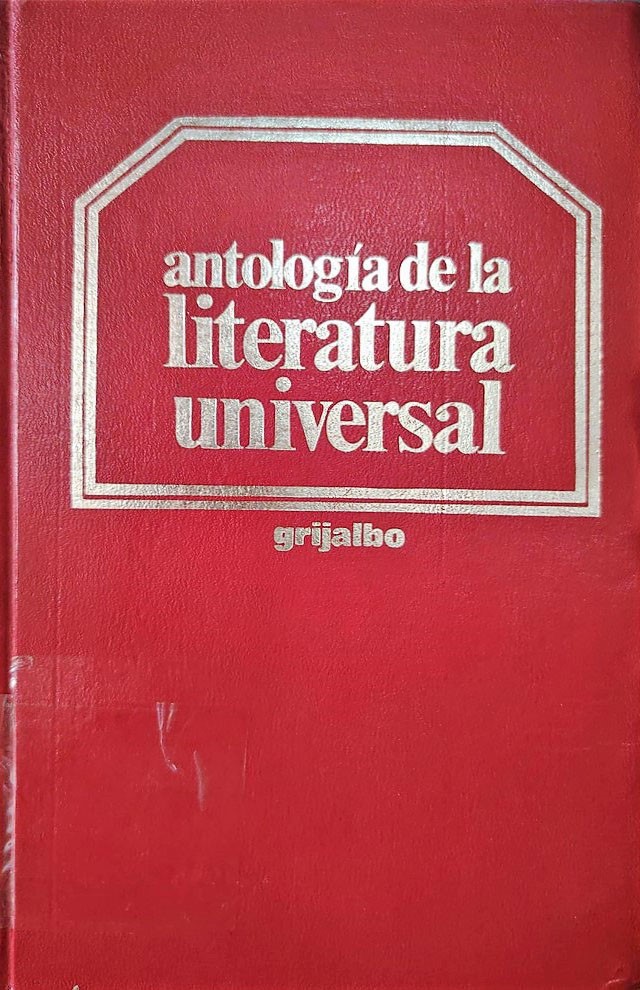 antología de la
literatura
universal
grijalbo